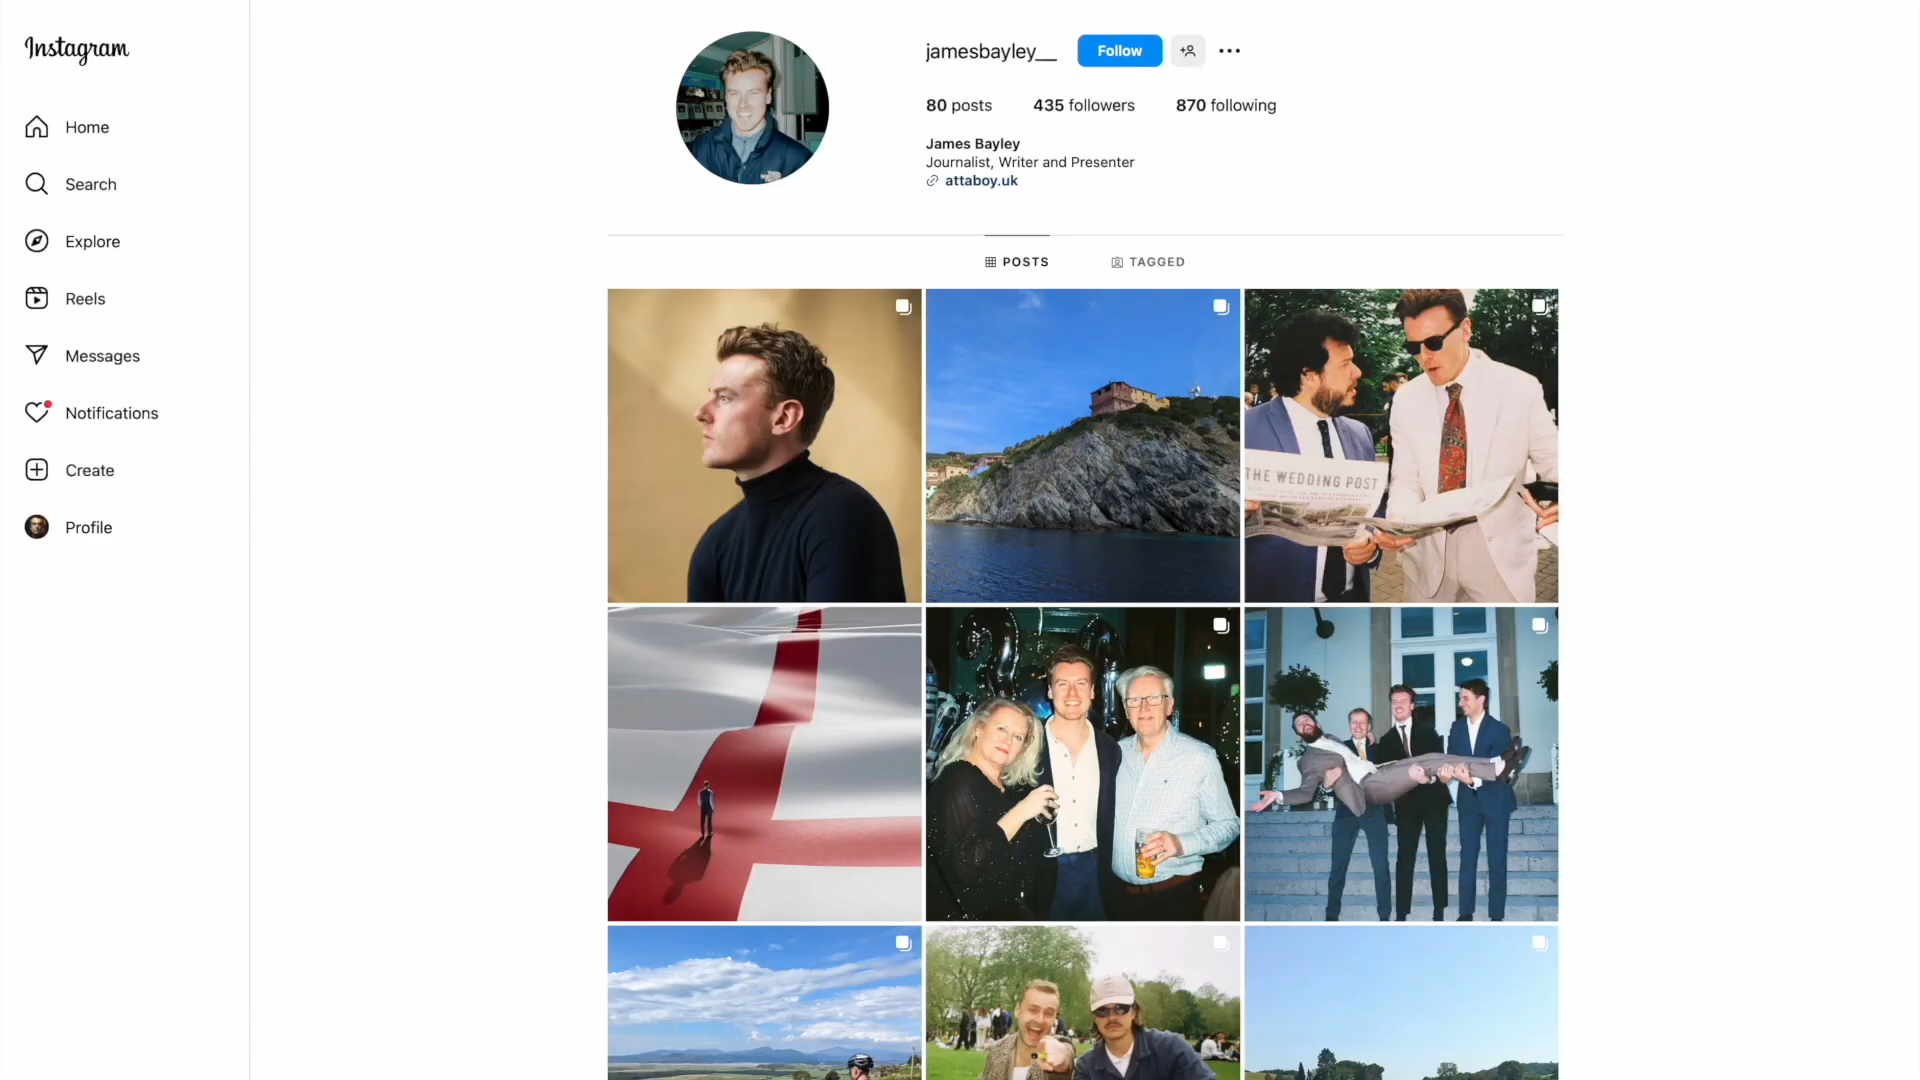 Instagram
Home
Search
Explore
Reels
Messages
Notifications
Create
Profile
jamesbayley__
Follow
80 posts
435 followers
870 following
James Bayley
Journalist, Writer and Presenter
attaboy.uk
POSTS
TAGGED
THE WEDDING POST